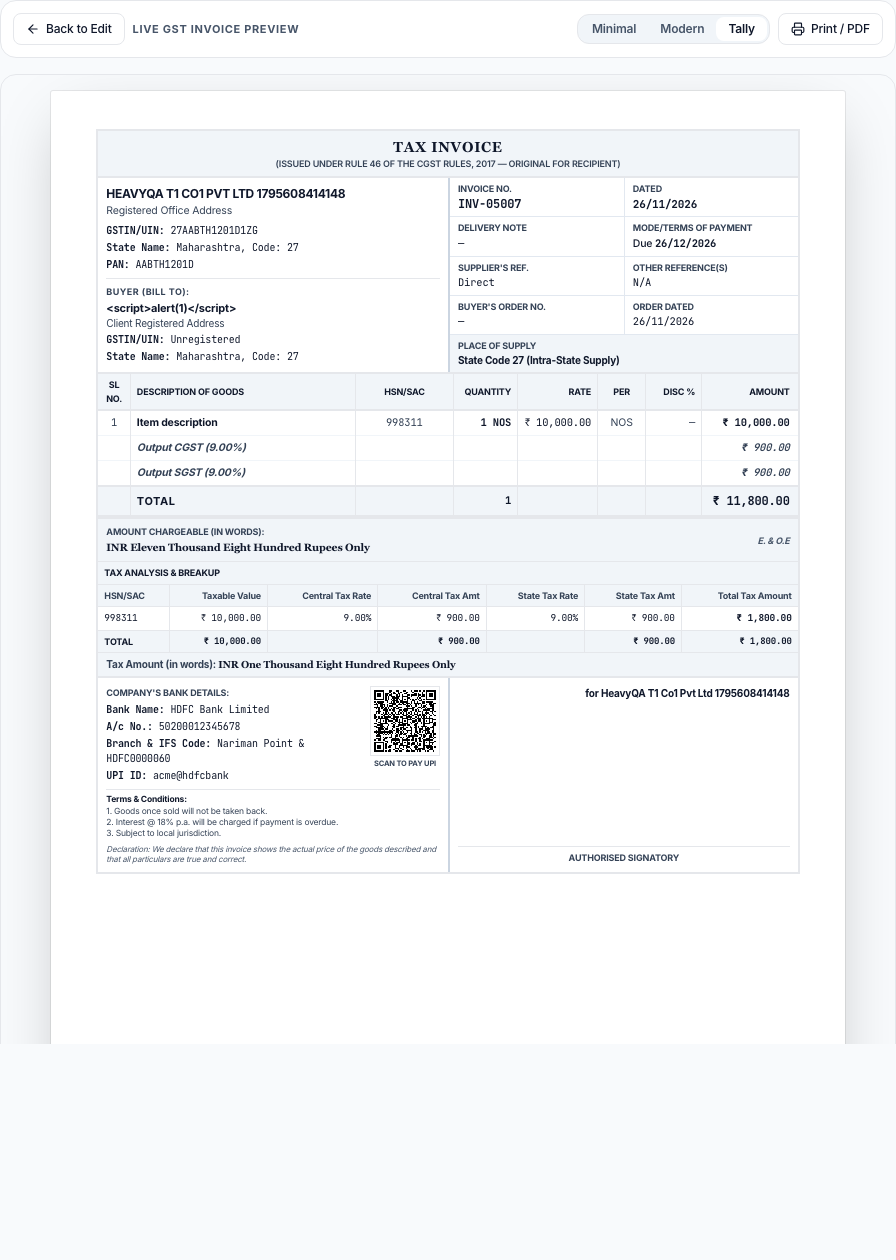 Back to Edit
LIVE GST INVOICE PREVIEW
Minimal
Modern
Tally
Print / PDF
TAX INVOICE
(ISSUED UNDER RULE 46 OF THE CGST RULES, 2017 — ORIGINAL FOR RECIPIENT)
HEAVYQA T1 CO1 PVT LTD 1795608414148
Registered Office Address
GSTIN/UIN: 27AABTH1201D1ZG
State Name: Maharashtra, Code: 27
PAN: AABTH1201D
BUYER (BILL TO):
<script>alert(1)</script>
Client Registered Address
GSTIN/UIN: Unregistered
State Name: Maharashtra, Code: 27
INVOICE NO.
INV-05007
DATED
26/11/2026
DELIVERY NOTE
—
MODE/TERMS OF PAYMENT
Due 26/12/2026
SUPPLIER'S REF.
Direct
OTHER REFERENCE(S)
N/A
BUYER'S ORDER NO.
—
ORDER DATED
26/11/2026
PLACE OF SUPPLY
State Code 27 (Intra-State Supply)
SL NO. DESCRIPTION OF GOODS HSN/SAC QUANTITY RATE PER DISC % AMOUNT
1 Item description 998311 1 NOS ₹ 10,000.00 NOS — ₹ 10,000.00
Output CGST (9.00%) ₹ 900.00
Output SGST (9.00%) ₹ 900.00
TOTAL 1 ₹ 11,800.00
AMOUNT CHARGEABLE (IN WORDS):
INR Eleven Thousand Eight Hundred Rupees Only
E. & O.E
TAX ANALYSIS & BREAKUP
HSN/SAC Taxable Value Central Tax Rate Central Tax Amt State Tax Rate State Tax Amt Total Tax Amount
998311 ₹ 10,000.00 9.00% ₹ 900.00 9.00% ₹ 900.00 ₹ 1,800.00
TOTAL ₹ 10,000.00 ₹ 900.00 ₹ 900.00 ₹ 1,800.00
Tax Amount (in words): INR One Thousand Eight Hundred Rupees Only
COMPANY'S BANK DETAILS:
Bank Name: HDFC Bank Limited
A/c No.: 50200012345678
Branch & IFS Code: Nariman Point &
HDFC0000060
UPI ID: acme@hdfcbank
SCAN TO PAY UPI
Terms & Conditions:
1. Goods once sold will not be taken back.
2. Interest @ 18% p.a. will be charged if payment is overdue.
3. Subject to local jurisdiction.
Declaration: We declare that this invoice shows the actual price of the goods described and
that all particulars are true and correct.
for HeavyQA T1 Co1 Pvt Ltd 1795608414148
AUTHORISED SIGNATORY